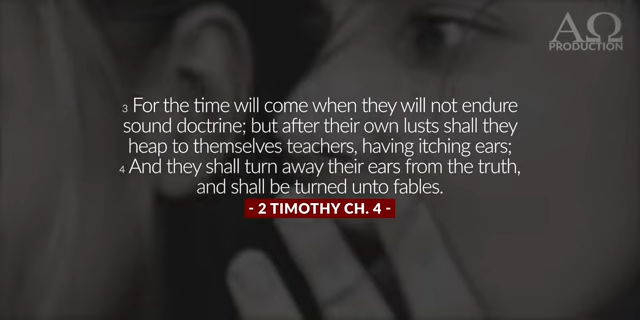 ΑΩ
PRODUCTION
3 For the time will come when they will not endure
sound doctrine; but after their own lusts shall they
heap to themselves teachers, having itching ears;
4 And they shall turn away their ears from the truth,
and shall be turned unto fables.
- 2 TIMOTHY CH. 4 -